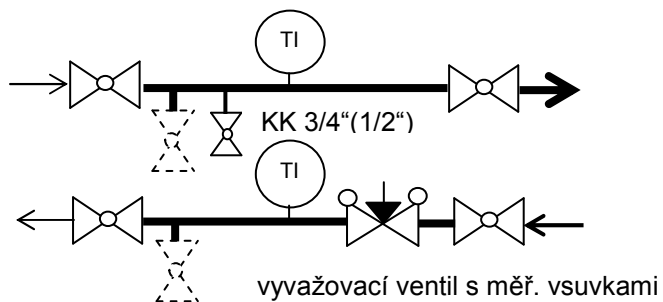 TI
KK 3/4“(1/2“)
TI
vyvažovací ventil s měř. vsuvkami